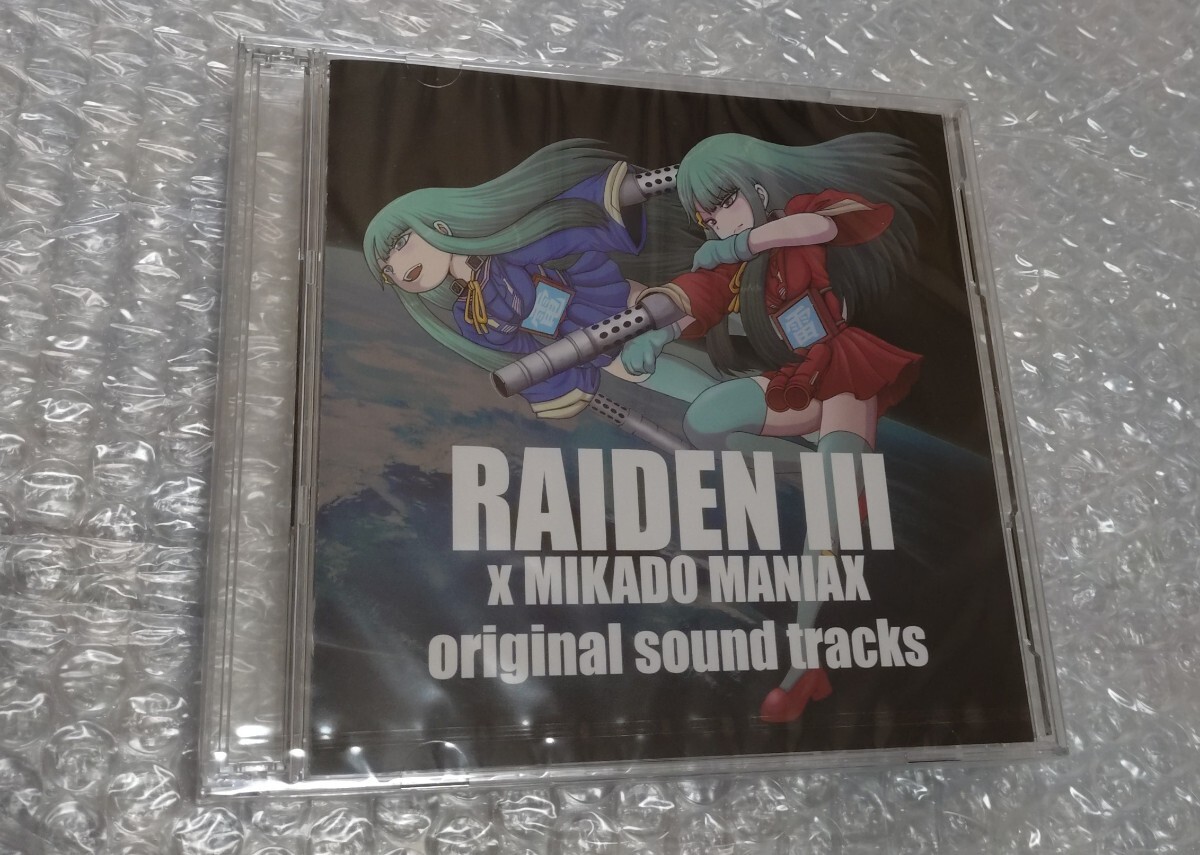 RAIDEN III
x MIKADO MANIAX
original sound tracks